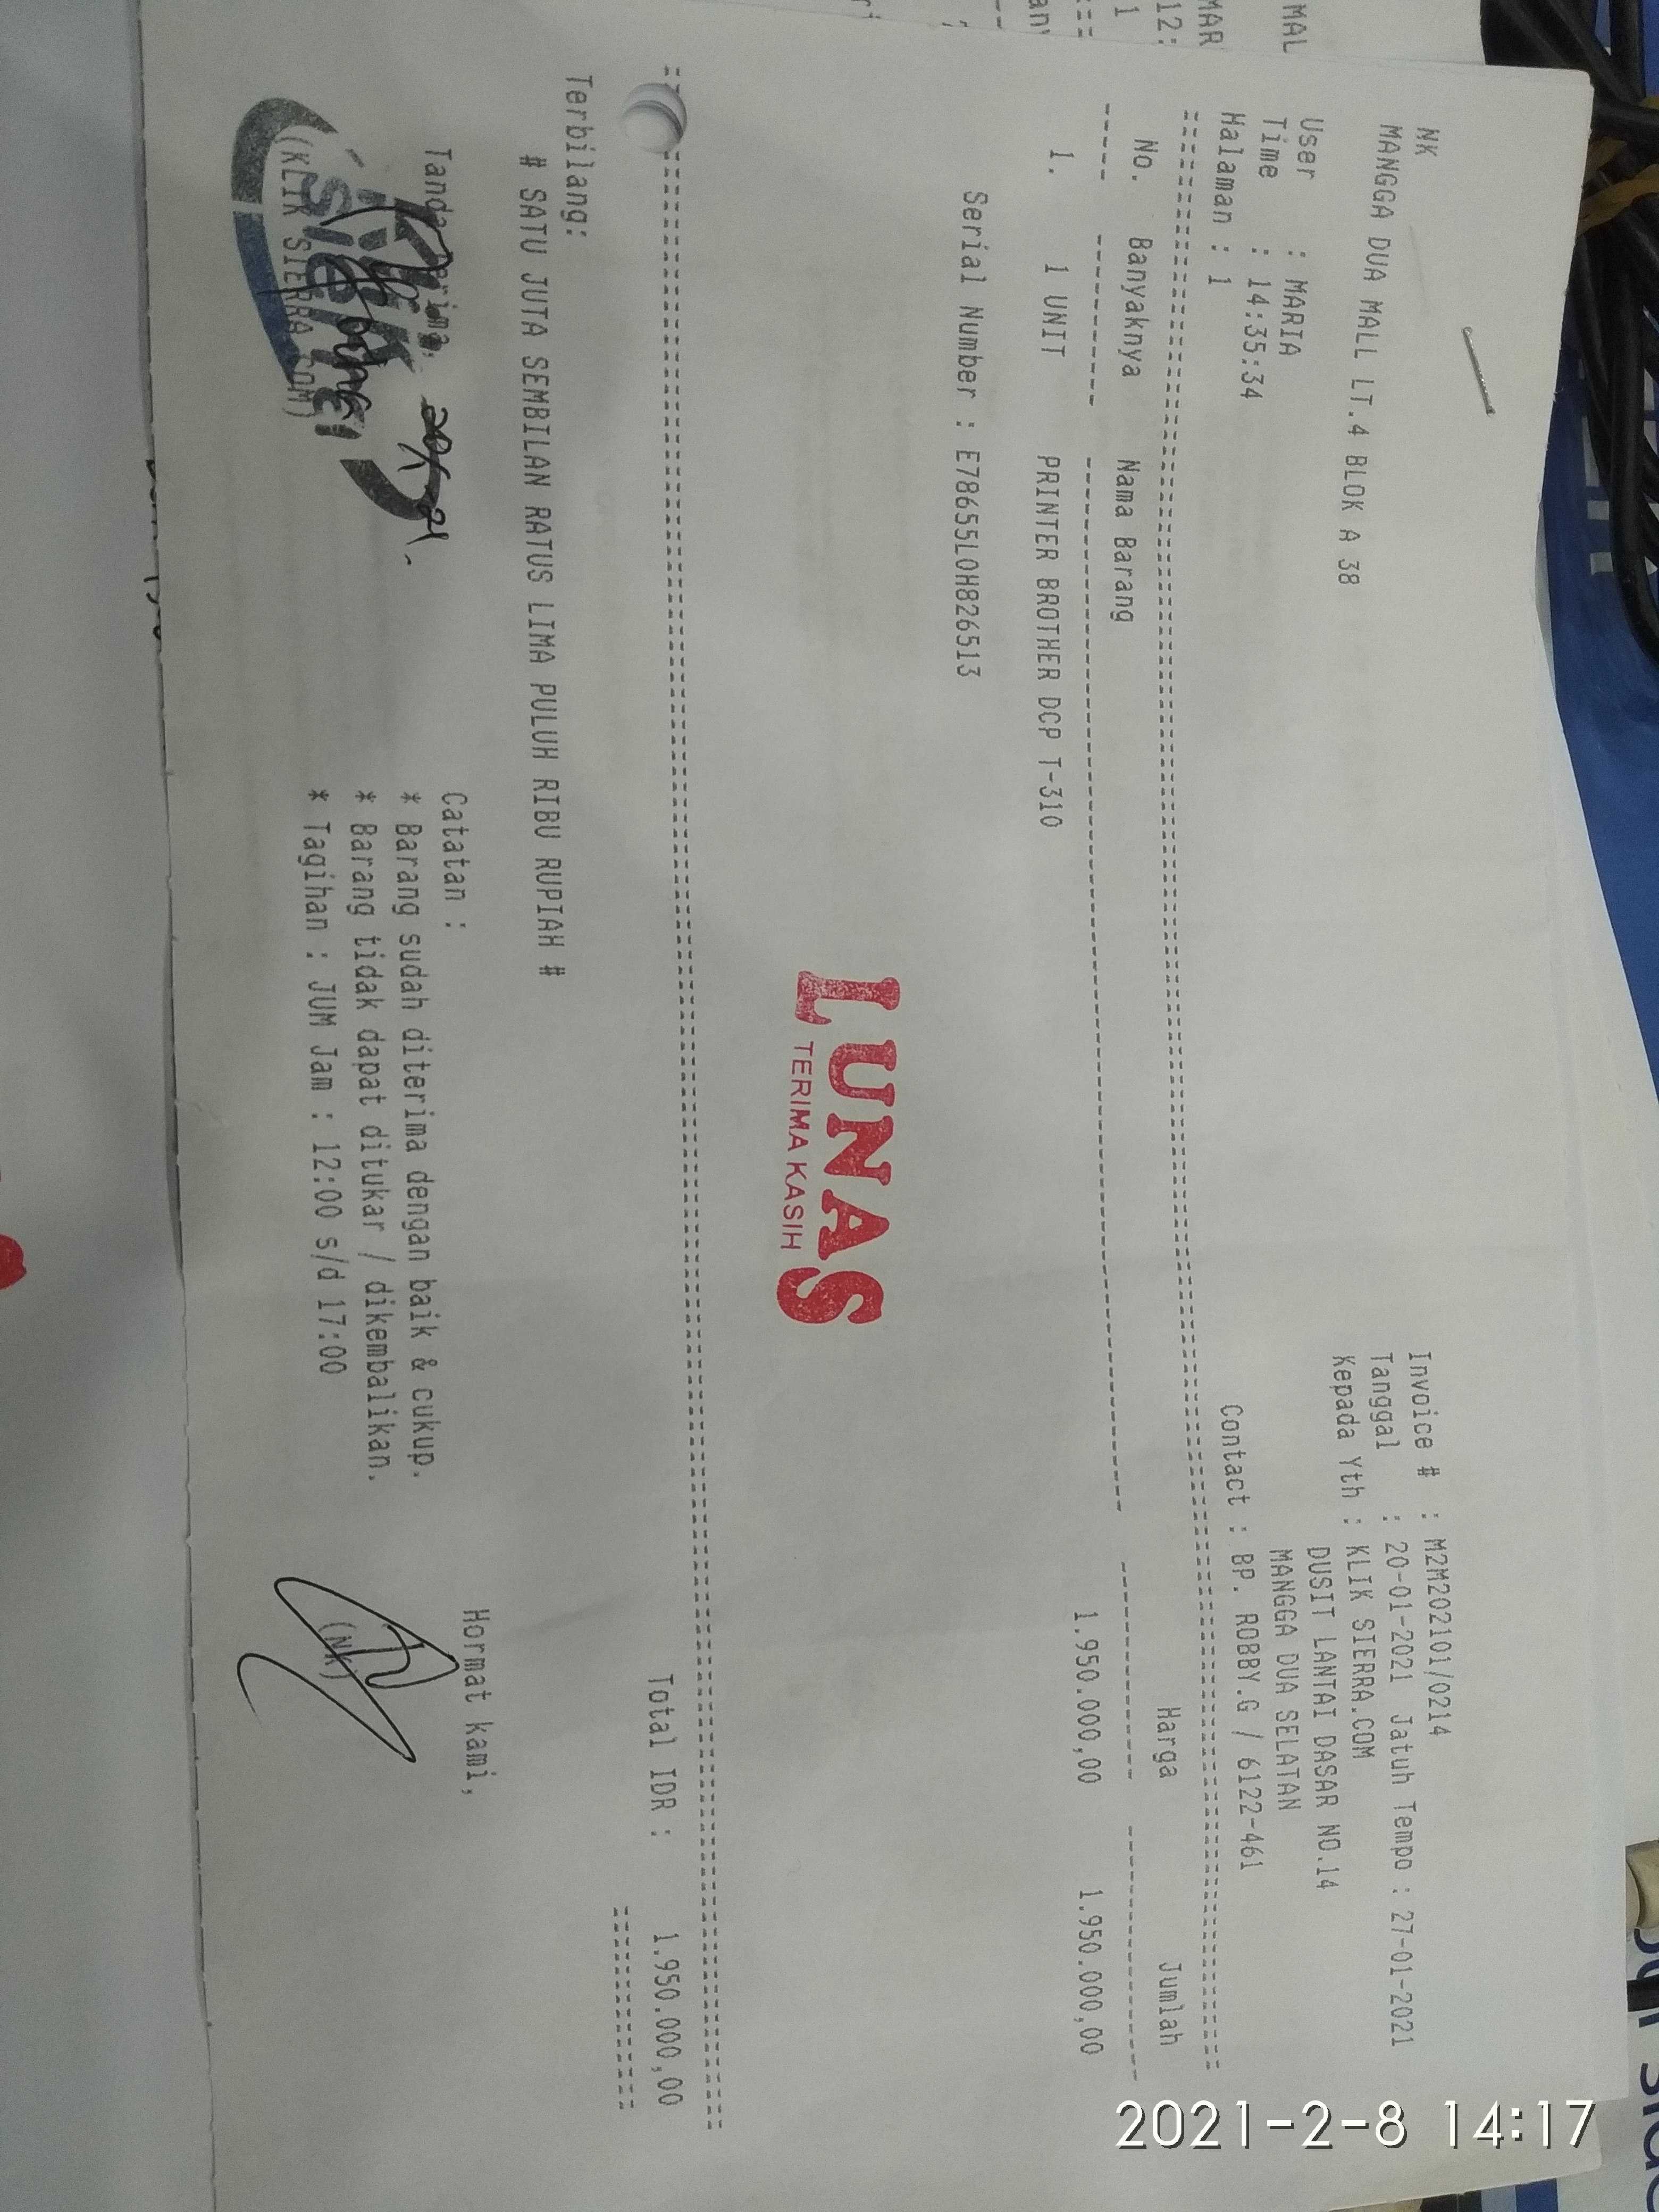 NK
MANGGA DUA MALL LT.4 BLOK A 38
User : MARIA
Time : 14:35:34
Halaman : 1
Invoice # : M2M202101/0214
Tanggal : 20-01-2021 Jatuh Tempo : 27-01-2021
Kepada Yth : KLIK SIERRA.COM
DUSIT LANTAI DASAR NO.14
MANGGA DUA SELATAN
Contact : BP. ROBBY.G / 6122-461
No. Banyaknya Nama Barang Harga Jumlah
1. 1 UNIT PRINTER BROTHER DCP T-310 1.950.000,00 1.950.000,00
Serial Number : E78655L0H826513
LUNAS
TERIMA KASIH
Total IDR : 1.950.000,00
Terbilang:
# SATU JUTA SEMBILAN RATUS LIMA PULUH RIBU RUPIAH #
Tanda Terima,
(KLIK SIERRA.COM)
Catatan :
* Barang sudah diterima dengan baik & cukup.
* Barang tidak dapat ditukar / dikembalikan.
* Tagihan : JUM Jam : 12:00 s/d 17:00
Hormat kami,
(NK)
2021-2-8 14:17